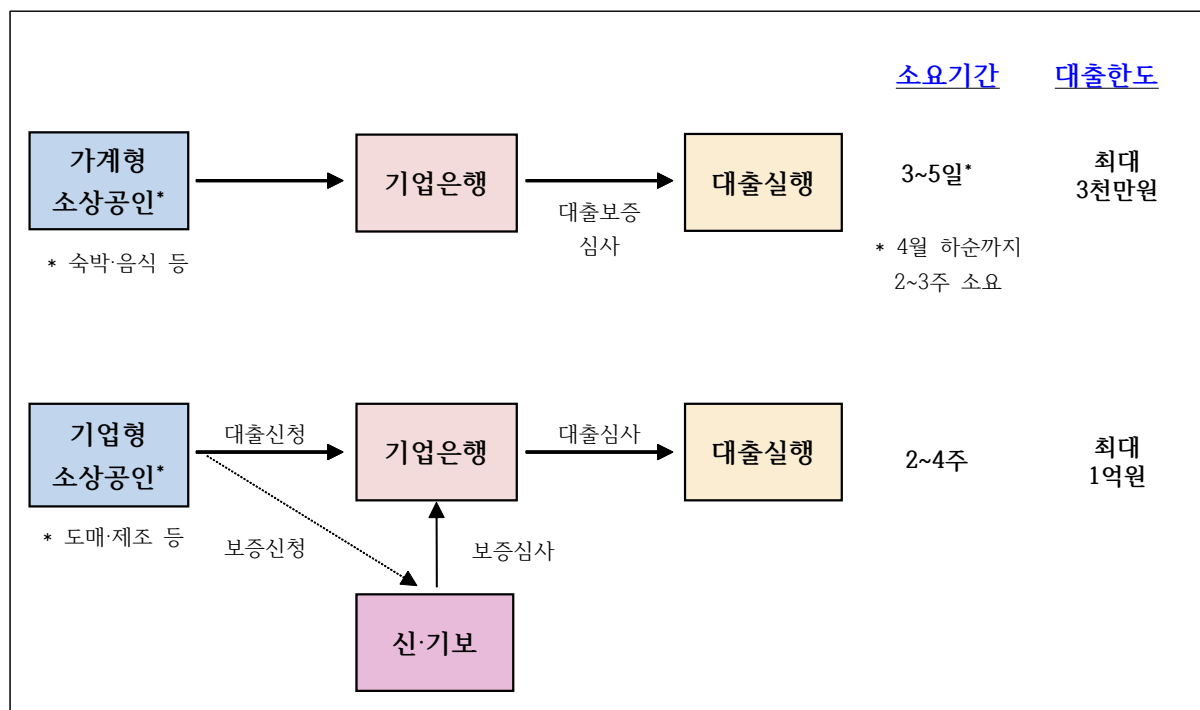 소요기간 대출한도
가계형
소상공인*
기업은행
대출실행
3~5일*
최대
3천만원
대출보증
심사
* 숙박·음식 등
* 4월 하순까지
2~3주 소요
기업형
소상공인*
대출신청
기업은행
대출심사
대출실행
2~4주
최대
1억원
* 도매·제조 등
보증신청
보증심사
신·기보